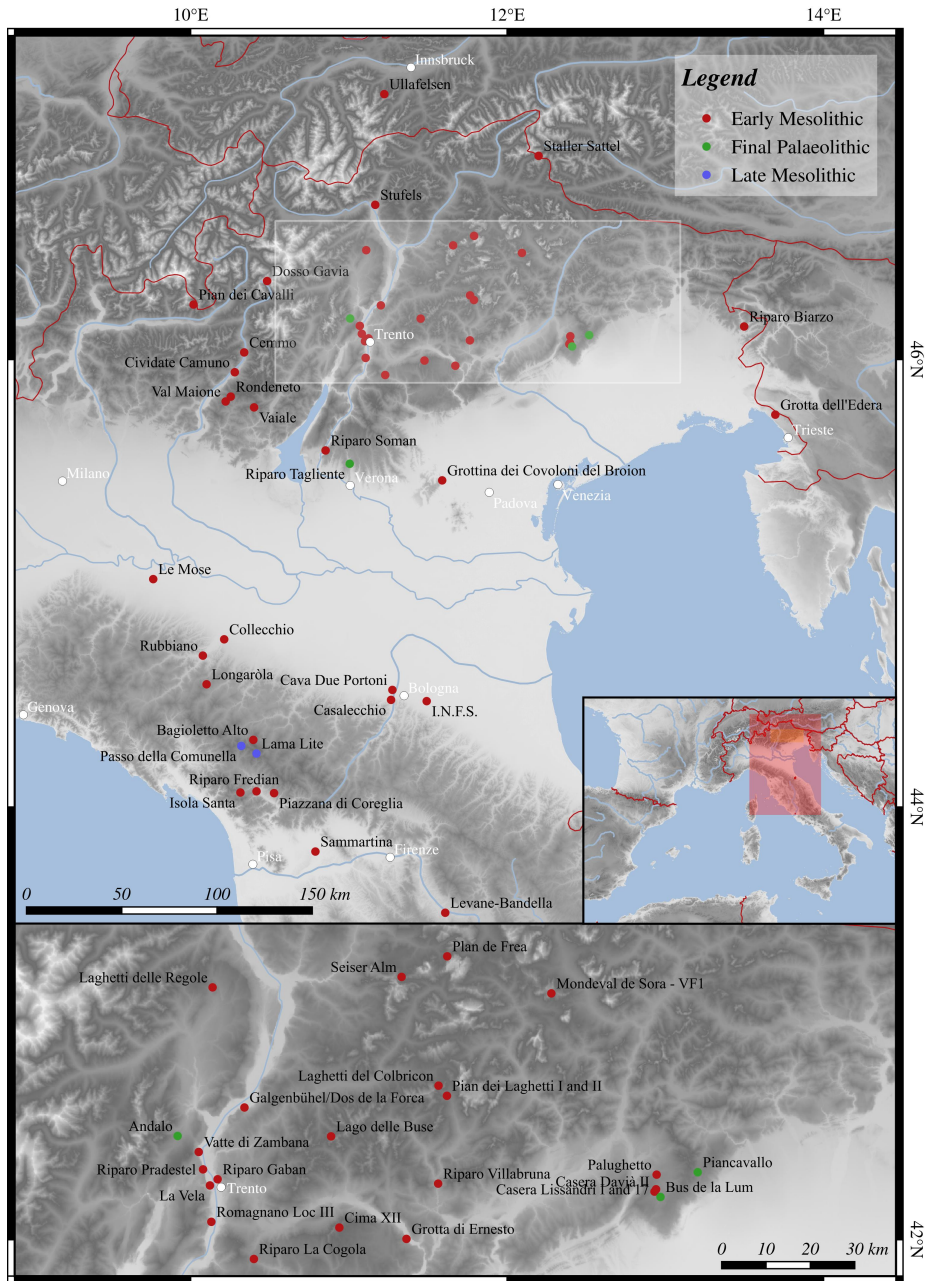 10°E
12°E
14°E
Innsbruck
Ullafelsen
Legend
Early Mesolithic
Final Palaeolithic
Late Mesolithic
Staller Sattel
Stufels
Dosso Gavia
Pian dei Cavalli
Riparo Biarzo
Trento
Cemmo
46°N
Cividate Camuno
Val Maione
Rondeneto
Vaiale
Grotta dell'Edera
Trieste
Riparo Soman
Milano
Riparo Tagliente
Verona
Grottina dei Covoloni del Broion
Padova
Venezia
Le Mose
Collecchio
Rubbiano
Longaròla
Cava Due Portoni
Bologna
Casalecchio
I.N.F.S.
Genova
Bagioletto Alto
Lama Lite
Passo della Comunella
Riparo Fredian
Isola Santa
Piazzana di Coreglia
44°N
Sammartina
Pisa
Firenze
0 50 100 150 km
Levane-Bandella
Plan de Frea
Seiser Alm
Laghetti delle Regole
Mondeval de Sora - VF1
Laghetti del Colbricon
Pian dei Laghetti I and II
Galgenbühel/Dos de la Forca
Andalo
Lago delle Buse
Vatte di Zambana
Riparo Pradestel
Riparo Gaban
Trento
La Vela
Riparo Villabruna
Palughetto
Piancavallo
Casera Davià II
Casera Lissandri I and 17
Bus de la Lum
Romagnano Loc III
Cima XII
Grotta di Ernesto
Riparo La Cogola
42°N
0 10 20 30 km